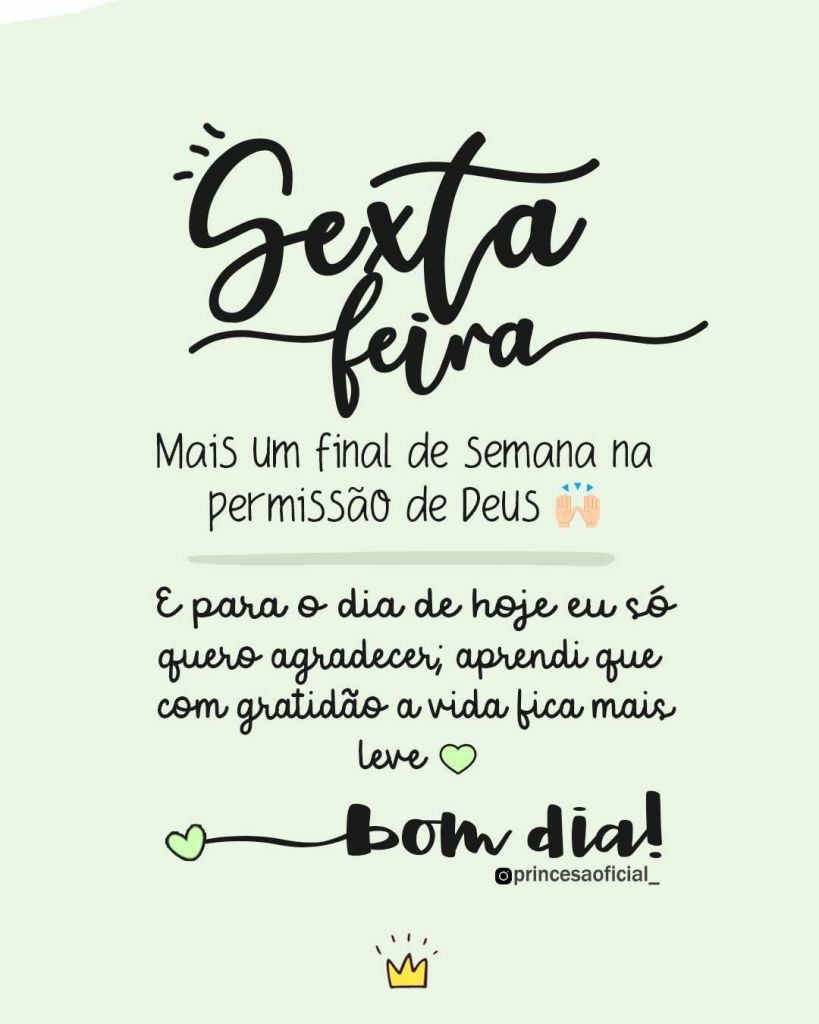 Sexta
feira
Mais um final de semana na
permissão de Deus 🙌🏻
E para o dia de hoje eu só
quero agradecer; aprendi que
com gratidão a vida fica mais
leve 💚
bom dia!
princesaoficial_